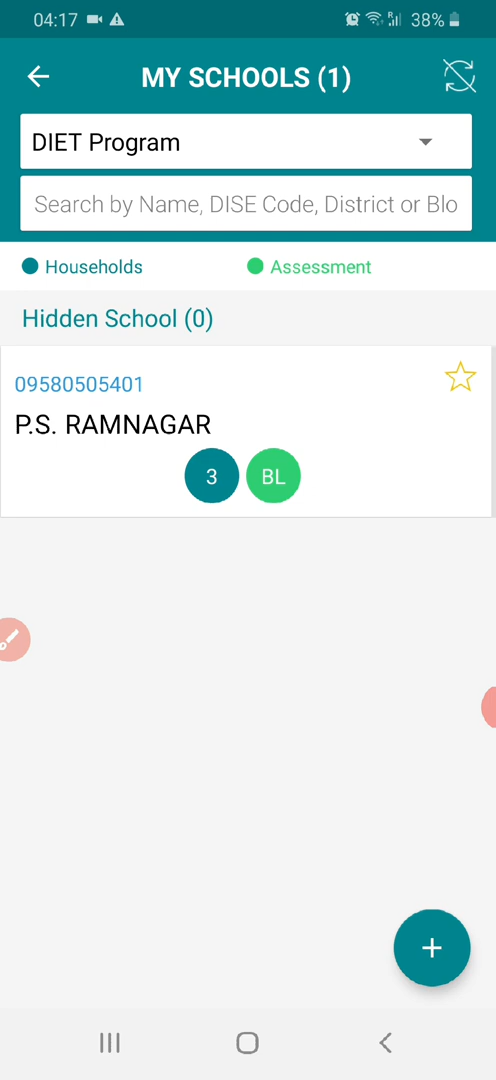 04:17 38%
MY SCHOOLS (1)
DIET Program
Search by Name, DISE Code, District or Blo
Households Assessment
Hidden School (0)
09580505401
P.S. RAMNAGAR
3 BL
+